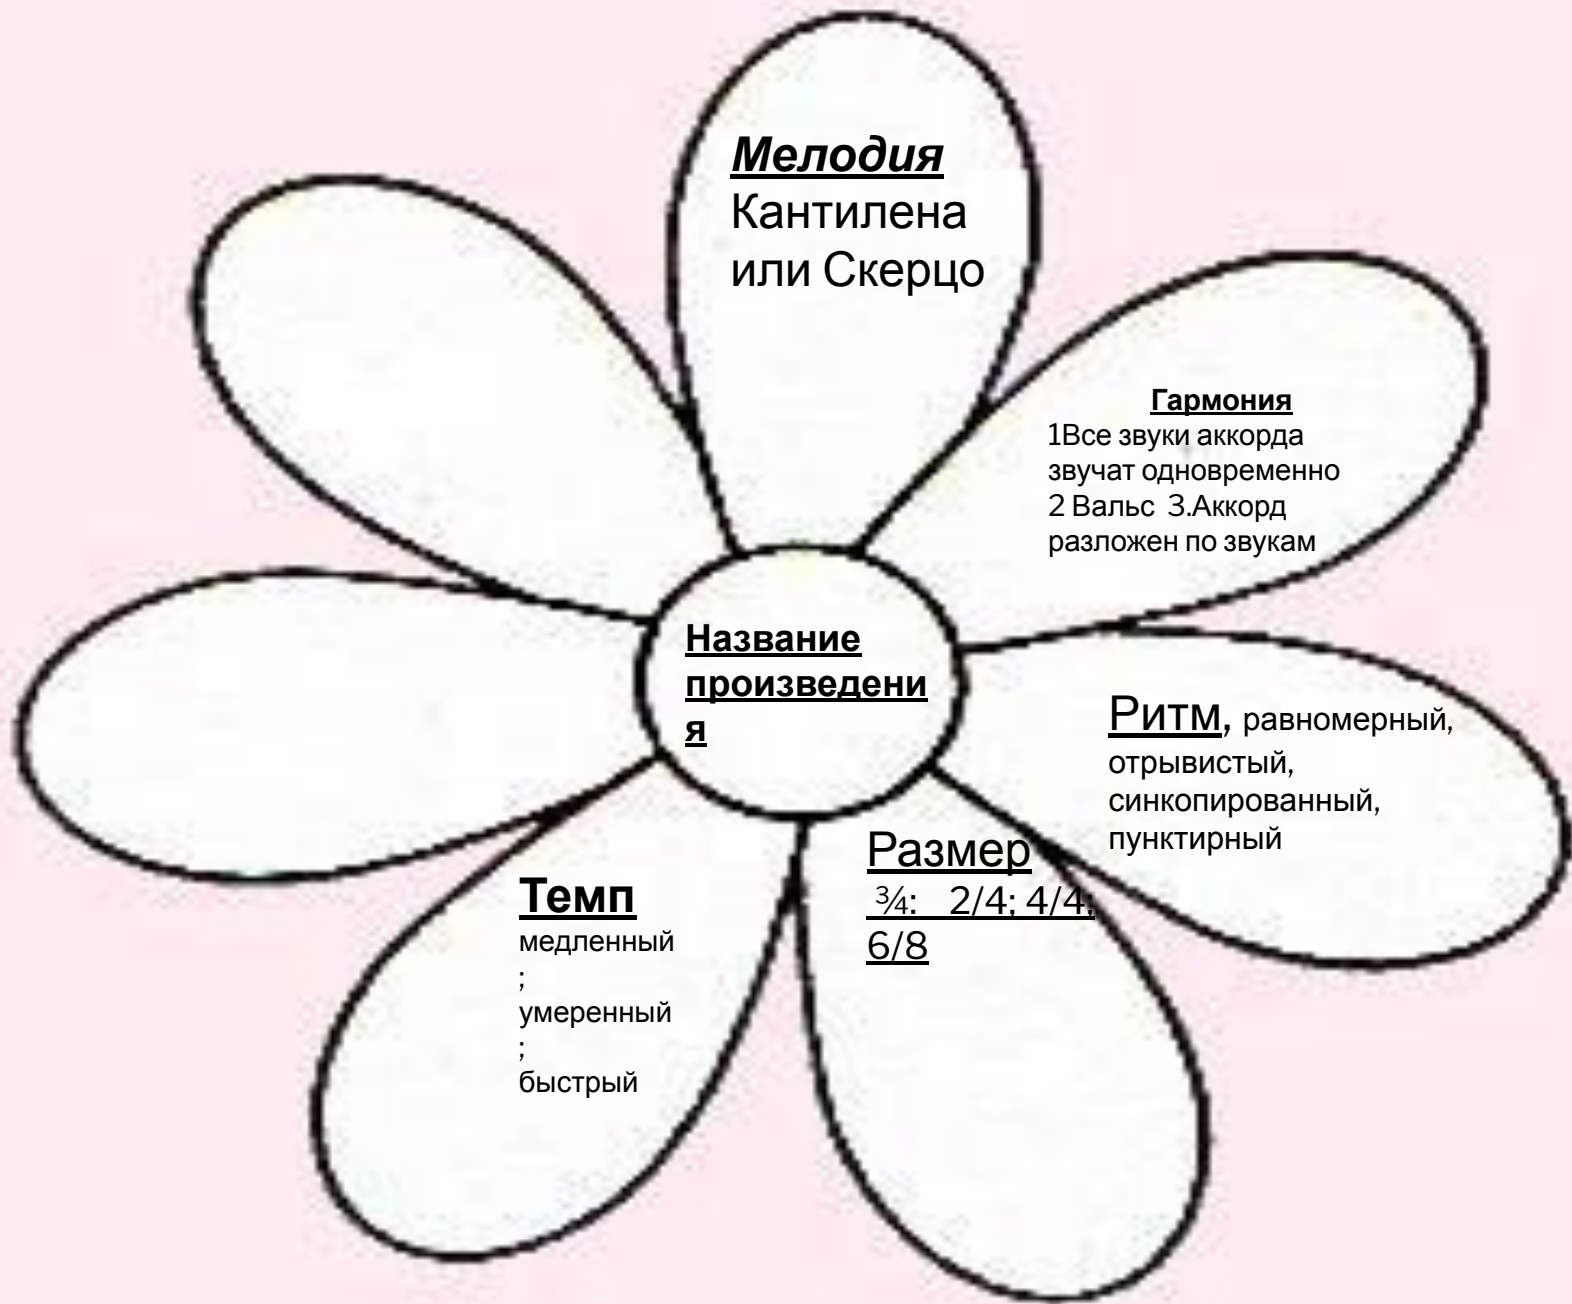 Мелодия
Кантилена
или Скерцо
Гармония
1Все звуки аккорда
звучат одновременно
2 Вальс 3.Аккорд
разложен по звукам
Название
произведени
я
Ритм, равномерный,
отрывистый,
синкопированный,
пунктирный
Размер
¾: 2/4; 4/4;
6/8
Темп
медленный
;
умеренный
;
быстрый